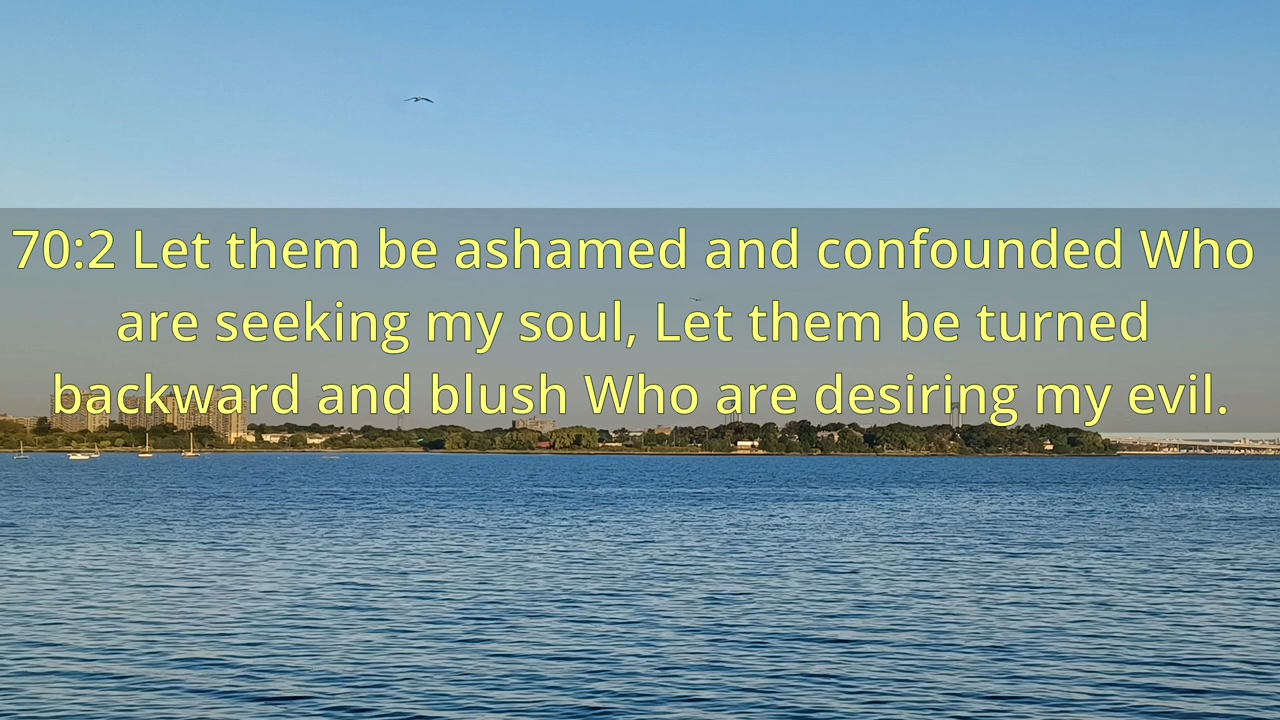 70:2 Let them be ashamed and confounded Who
are seeking my soul, Let them be turned
backward and blush Who are desiring my evil.